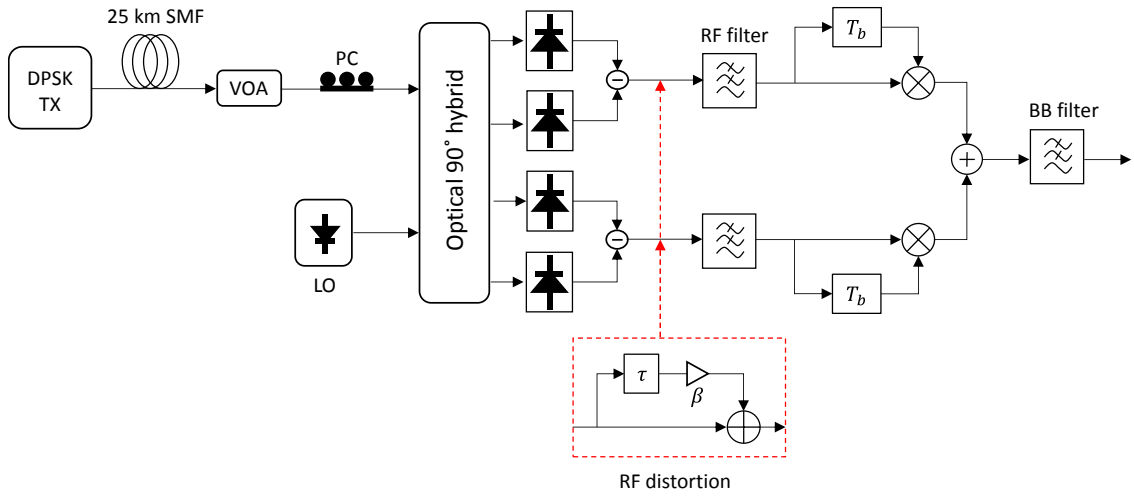 25 km SMF
DPSK
TX
VOA
PC
LO
Optical 90° hybrid
−
−
RF filter
T_b
T_b
+
BB filter
τ
β
RF distortion